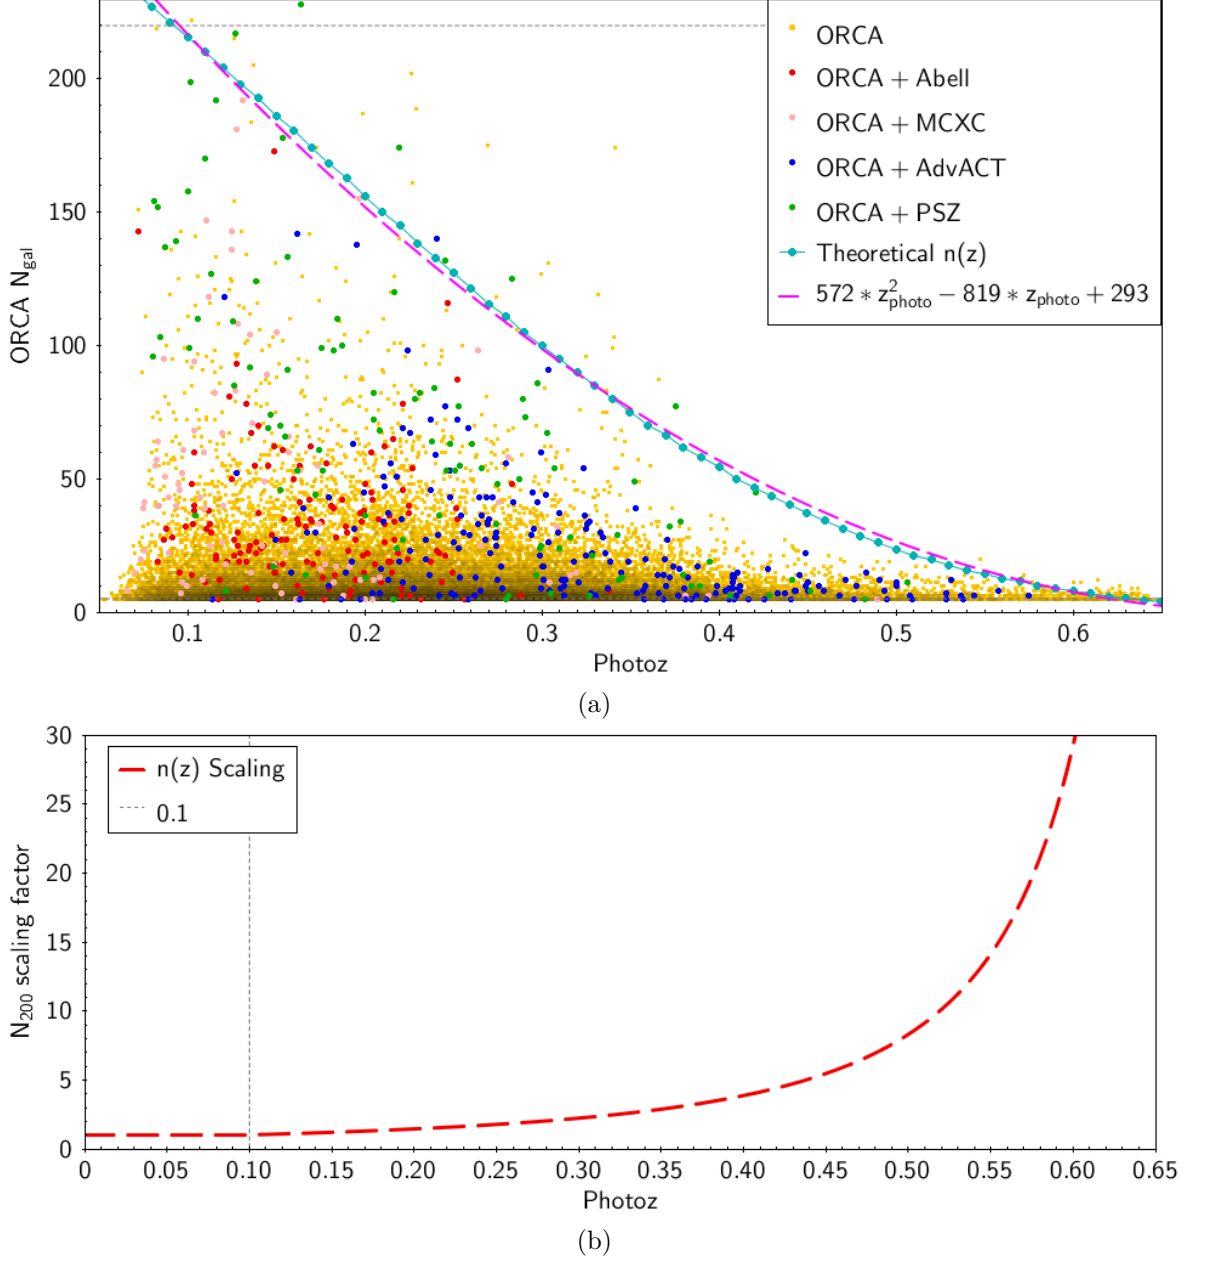 ORCA
ORCA + Abell
ORCA + MCXC
ORCA + AdvACT
ORCA + PSZ
Theoretical n(z)
572 ∗ z²photo − 819 ∗ zphoto + 293
ORCA Ngal
200
150
100
50
0
0.1 0.2 0.3 0.4 0.5 0.6
Photoz
(a)
n(z) Scaling
0.1
N200 scaling factor
30
25
20
15
10
5
0
0 0.05 0.10 0.15 0.20 0.25 0.30 0.35 0.40 0.45 0.50 0.55 0.60 0.65
Photoz
(b)